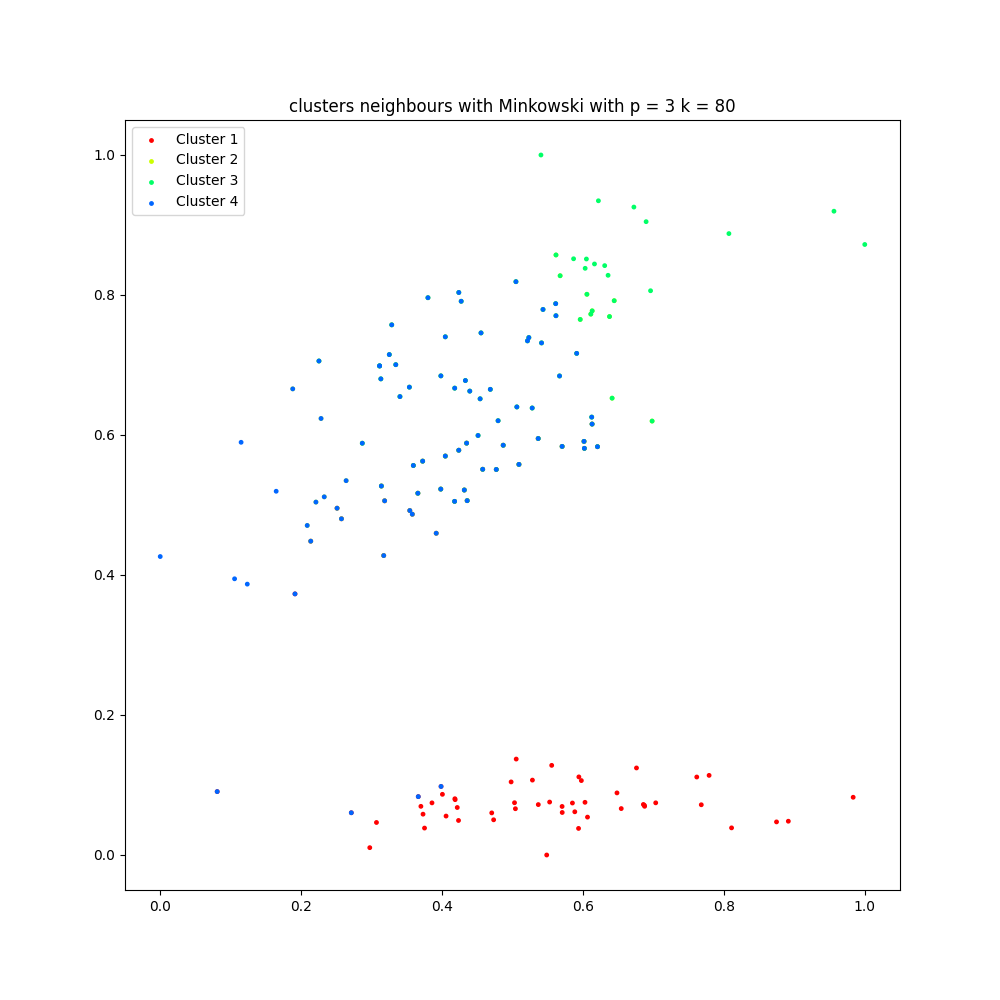 clusters neighbours with Minkowski with p = 3 k = 80
Cluster 1
Cluster 2
Cluster 3
Cluster 4
1.0
0.8
0.6
0.4
0.2
0.0
0.0 0.2 0.4 0.6 0.8 1.0